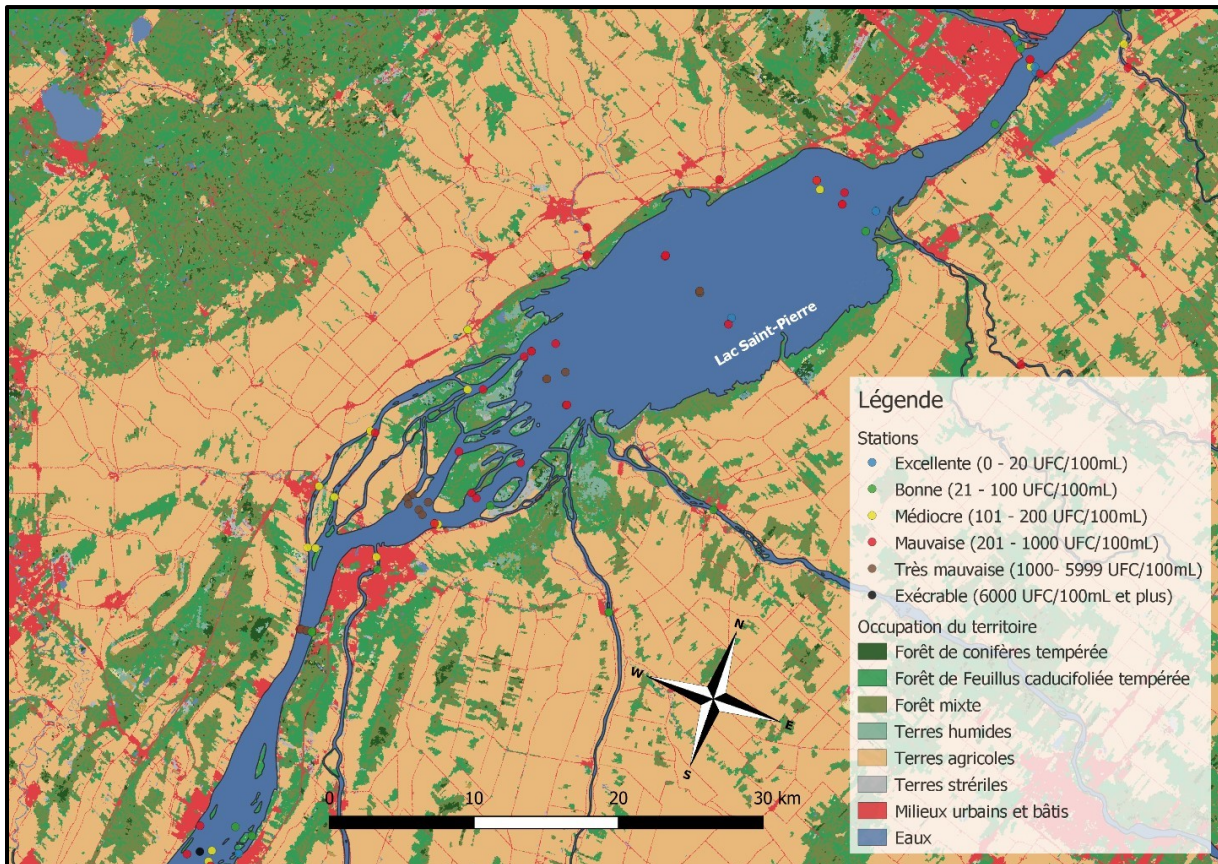 Lac Saint-Pierre
Légende
Stations
Excellente (0 - 20 UFC/100mL)
Bonne (21 - 100 UFC/100mL)
Médiocre (101 - 200 UFC/100mL)
Mauvaise (201 - 1000 UFC/100mL)
Très mauvaise (1000- 5999 UFC/100mL)
Exécrable (6000 UFC/100mL et plus)
Occupation du territoire
Forêt de conifères tempérée
Forêt de Feuillus caducifoliée tempérée
Forêt mixte
Terres humides
Terres agricoles
Terres strériles
Milieux urbains et bâtis
Eaux
N
W
E
S
0 10 20 30 km